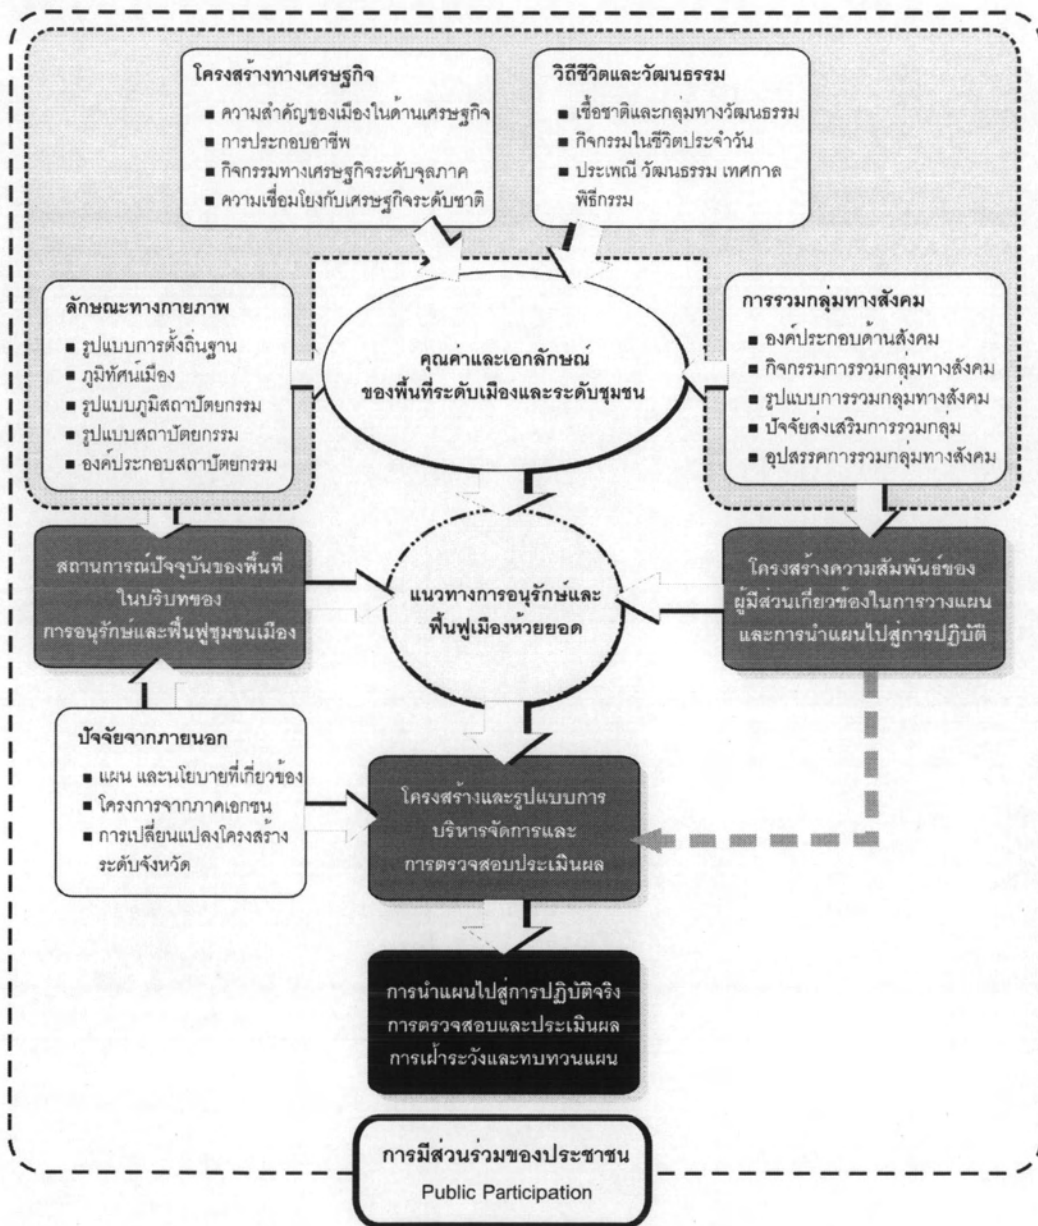 โครงสร้างทางเศรษฐกิจ
■ ความสำคัญของเมืองในด้านเศรษฐกิจ
■ การประกอบอาชีพ
■ กิจกรรมทางเศรษฐกิจระดับจุลภาค
■ ความเชื่อมโยงกับเศรษฐกิจระดับชาติ
วิถีชีวิตและวัฒนธรรม
■ เชื้อชาติและกลุ่มทางวัฒนธรรม
■ กิจกรรมในชีวิตประจำวัน
■ ประเพณี วัฒนธรรม เทศกาล
พิธีกรรม
ลักษณะทางกายภาพ
■ รูปแบบการตั้งถิ่นฐาน
■ ภูมิทัศน์เมือง
■ รูปแบบภูมิสถาปัตยกรรม
■ รูปแบบสถาปัตยกรรม
■ องค์ประกอบสถาปัตยกรรม
คุณค่าและเอกลักษณ์
ของพื้นที่ระดับเมืองและระดับชุมชน
การรวมกลุ่มทางสังคม
■ องค์ประกอบด้านสังคม
■ กิจกรรมการรวมกลุ่มทางสังคม
■ รูปแบบการรวมกลุ่มทางสังคม
■ ปัจจัยส่งเสริมการรวมกลุ่ม
■ อุปสรรคการรวมกลุ่มทางสังคม
สถานการณ์ปัจจุบันของพื้นที่
ในบริบทของ
การอนุรักษ์และฟื้นฟูชุมชนเมือง
แนวทางการอนุรักษ์และ
ฟื้นฟูเมืองห้วยยอด
โครงสร้างความสัมพันธ์ของ
ผู้มีส่วนเกี่ยวข้องในการวางแผน
และการนำแผนไปสู่การปฏิบัติ
ปัจจัยจากภายนอก
■ แผน และนโยบายที่เกี่ยวข้อง
■ โครงการจากภาคเอกชน
■ การเปลี่ยนแปลงโครงสร้าง
ระดับจังหวัด
โครงสร้างและรูปแบบการ
บริหารจัดการและ
การตรวจสอบประเมินผล
การนำแผนไปสู่การปฏิบัติจริง
การตรวจสอบและประเมินผล
การเฝ้าระวังและทบทวนแผน
การมีส่วนร่วมของประชาชน
Public Participation